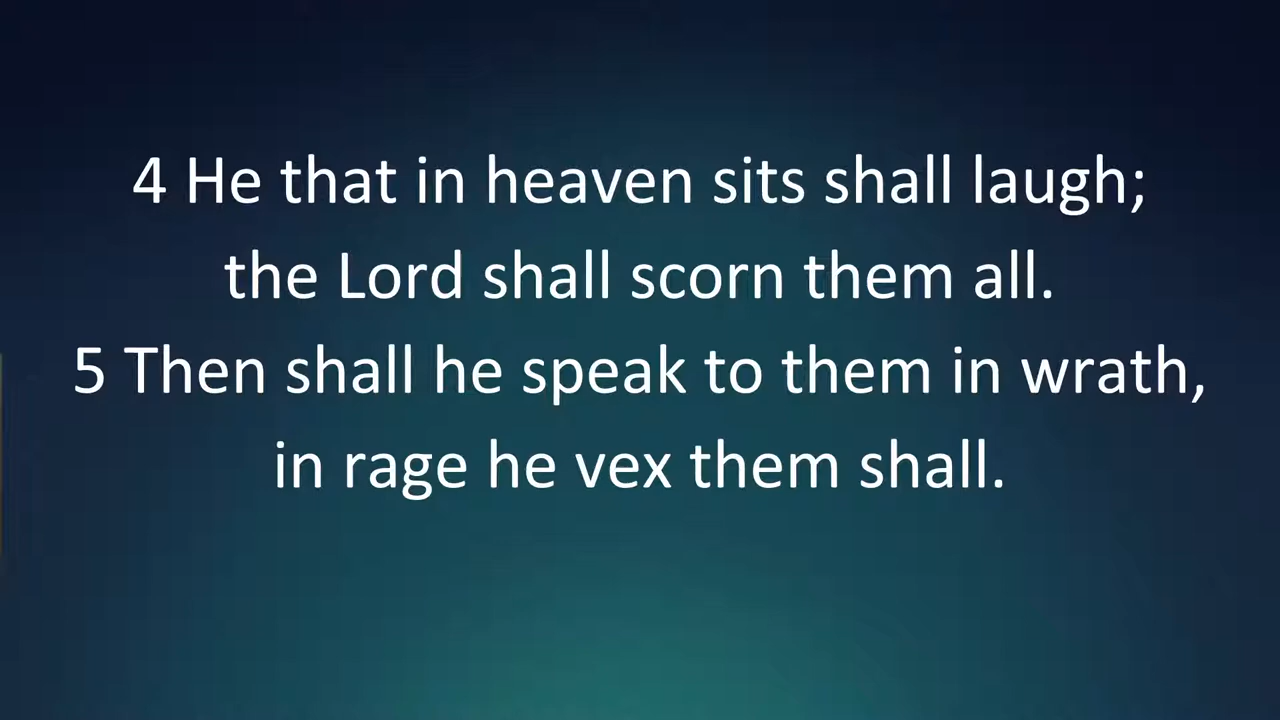 4 He that in heaven sits shall laugh;
the Lord shall scorn them all.
5 Then shall he speak to them in wrath,
in rage he vex them shall.